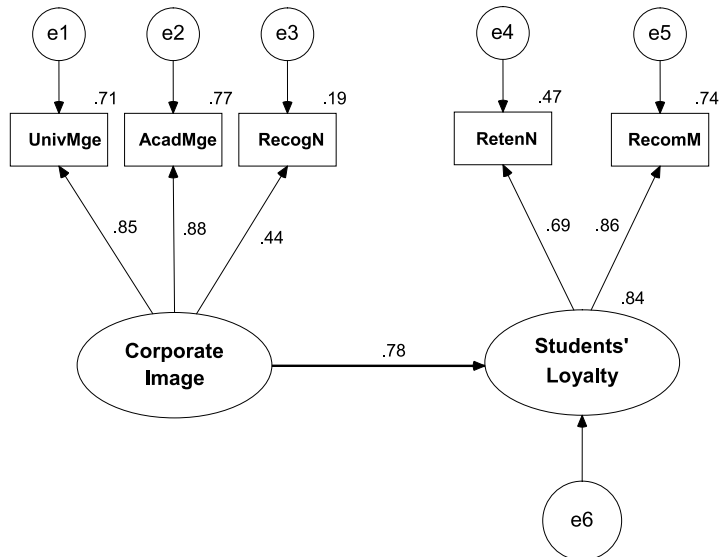 e1
e2
e3
e4
e5
.71
.77
.19
.47
.74
UnivMge
AcadMge
RecogN
RetenN
RecomM
.85
.88
.44
.69
.86
.84
Corporate
Image
.78
Students'
Loyalty
e6